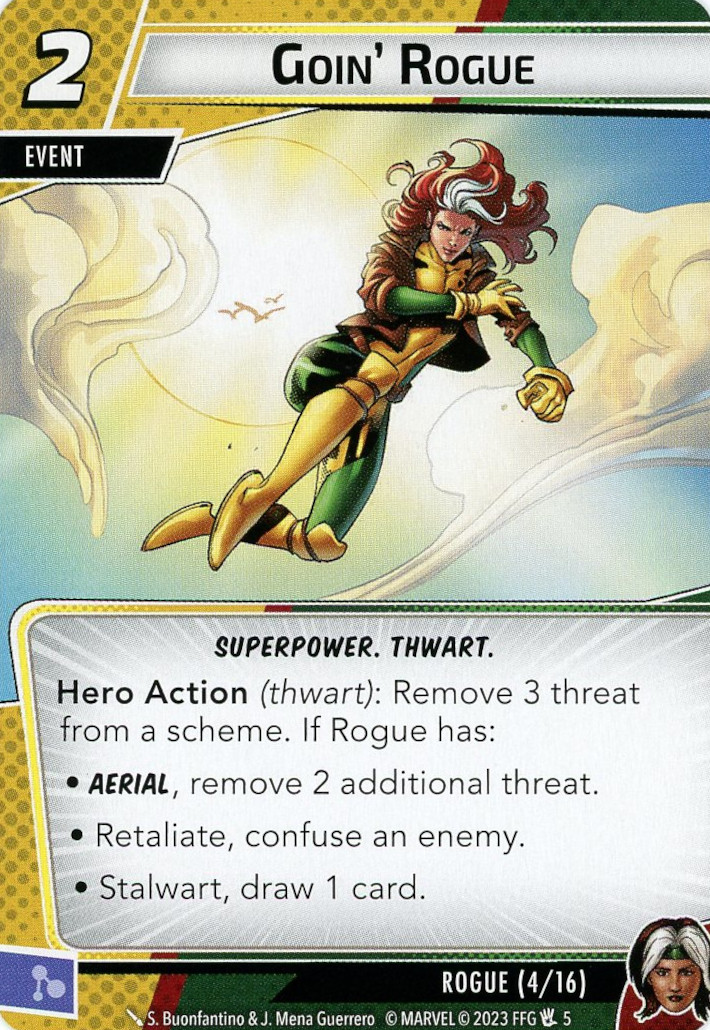 2
GOIN' ROGUE
EVENT
SUPERPOWER. THWART.
Hero Action (thwart): Remove 3 threat
from a scheme. If Rogue has:
• AERIAL, remove 2 additional threat.
• Retaliate, confuse an enemy.
• Stalwart, draw 1 card.
ROGUE (4/16)
S. Buonfantino & J. Mena Guerrero © MARVEL © 2023 FFG 5